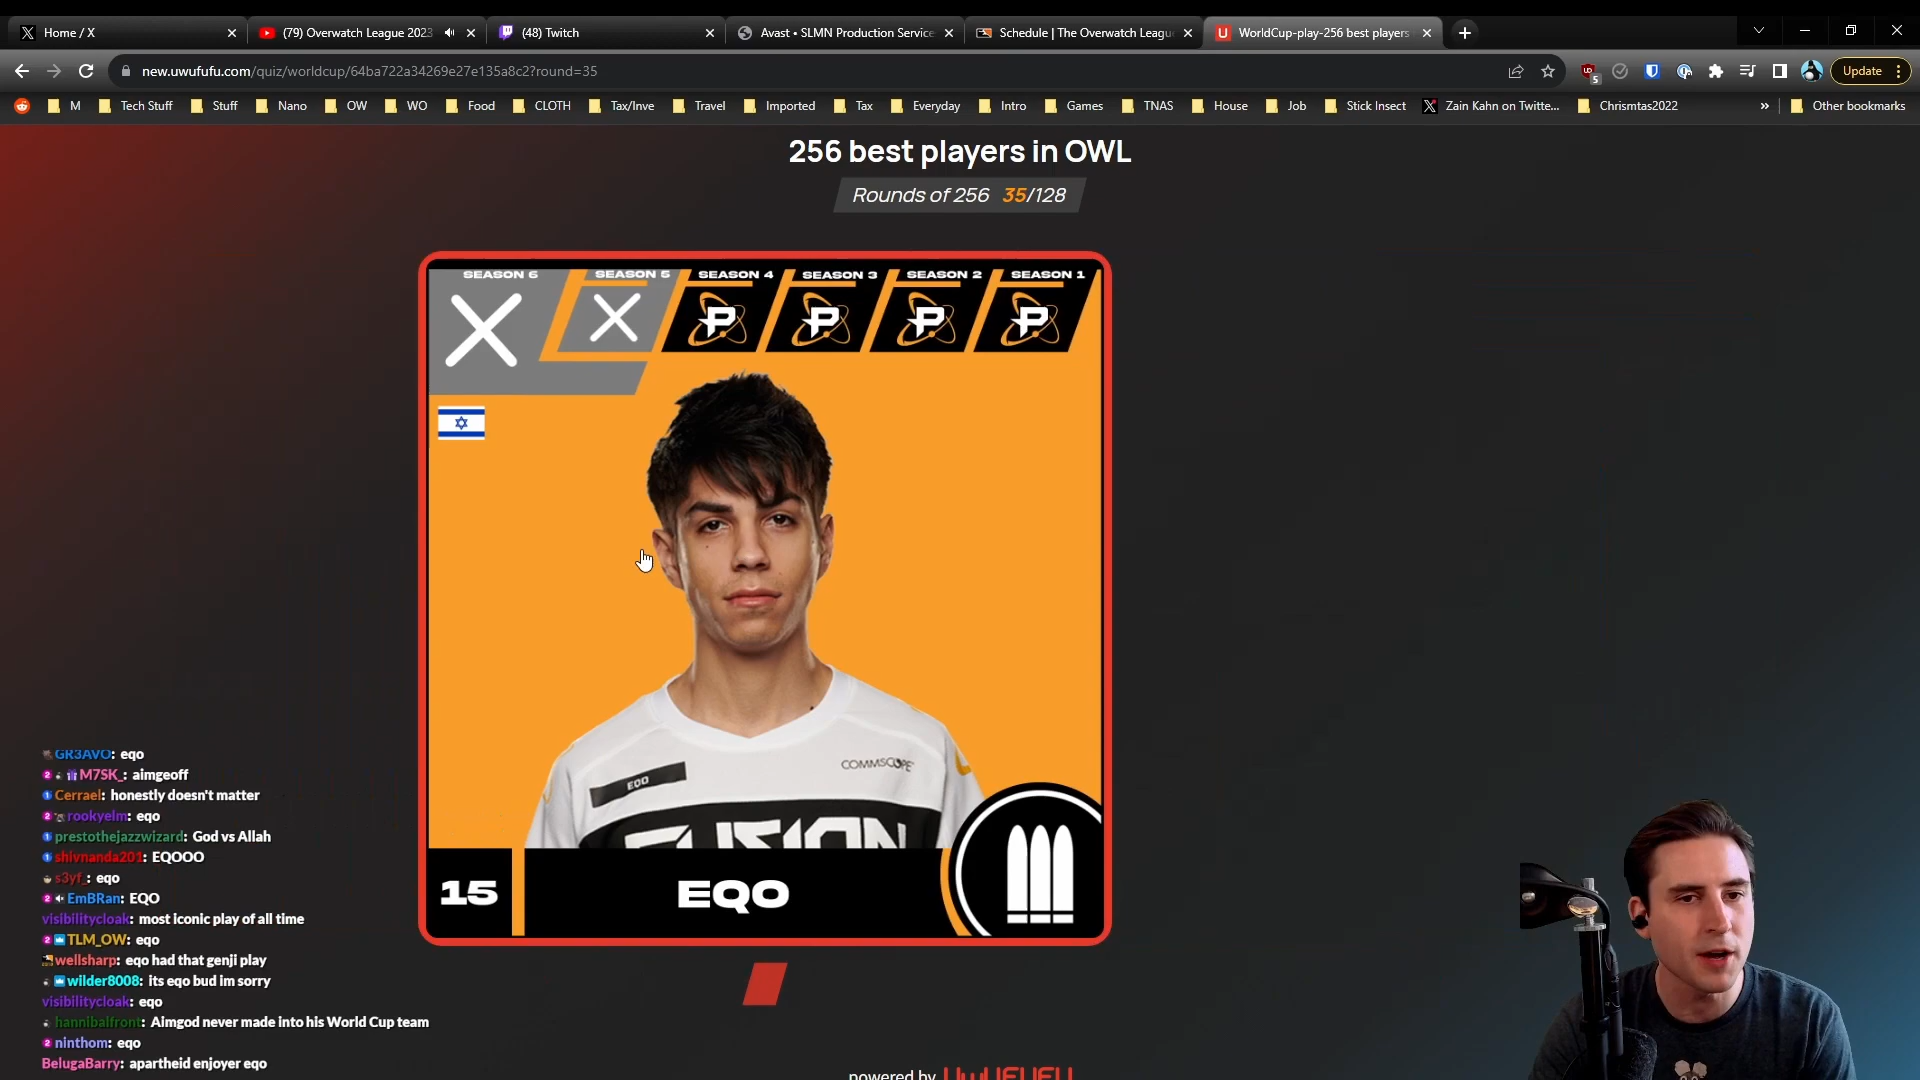 Home / X
(79) Overwatch League 2023
(48) Twitch
Avast • SLMN Production Service
Schedule | The Overwatch Leagu
WorldCup-play-256 best players
new.uwufufu.com/quiz/worldcup/64ba722a34269e27e135a8c2?round=35
5
Update
M
Tech Stuff
Stuff
Nano
OW
WO
Food
CLOTH
Tax/Inve
Travel
Imported
Tax
Everyday
Intro
Games
TNAS
House
Job
Stick Insect
Zain Kahn on Twitte...
Chrismtas2022
»
Other bookmarks
256 best players in OWL
Rounds of 256 35/128
SEASON 6 SEASON 5 SEASON 4 SEASON 3 SEASON 2 SEASON 1
P P P P
EQO
COMMSCOPE
FUSION
15
EQO
GR3AVO: eqo
M7SK_: aimgeoff
Cerrael: honestly doesn't matter
rookyelm: eqo
prestothejazzwizard: God vs Allah
shivnanda201: EQOOO
s3yf_: eqo
EmBRan: EQO
visibilitycloak: most iconic play of all time
TLM_OW: eqo
wellsharp: eqo had that genji play
wilder8008: its eqo bud im sorry
visibilitycloak: eqo
hannibalfront: Aimgod never made into his World Cup team
ninthom: eqo
BelugaBarry: apartheid enjoyer eqo
powered by UwUFUFU